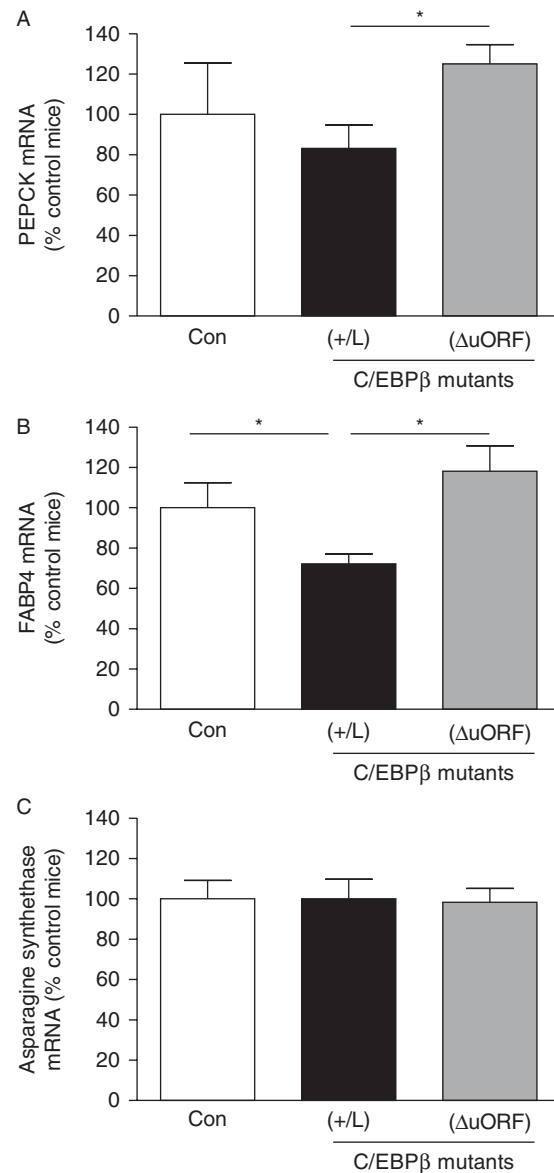 A
*
PEPCK mRNA
(% control mice)
140
120
100
80
60
40
20
0
Con
(+/L)
(ΔuORF)
C/EBPβ mutants
B
*
*
FABP4 mRNA
(% control mice)
140
120
100
80
60
40
20
0
Con
(+/L)
(ΔuORF)
C/EBPβ mutants
C
Asparagine synthethase
mRNA (% control mice)
140
120
100
80
60
40
20
0
Con
(+/L)
(ΔuORF)
C/EBPβ mutants